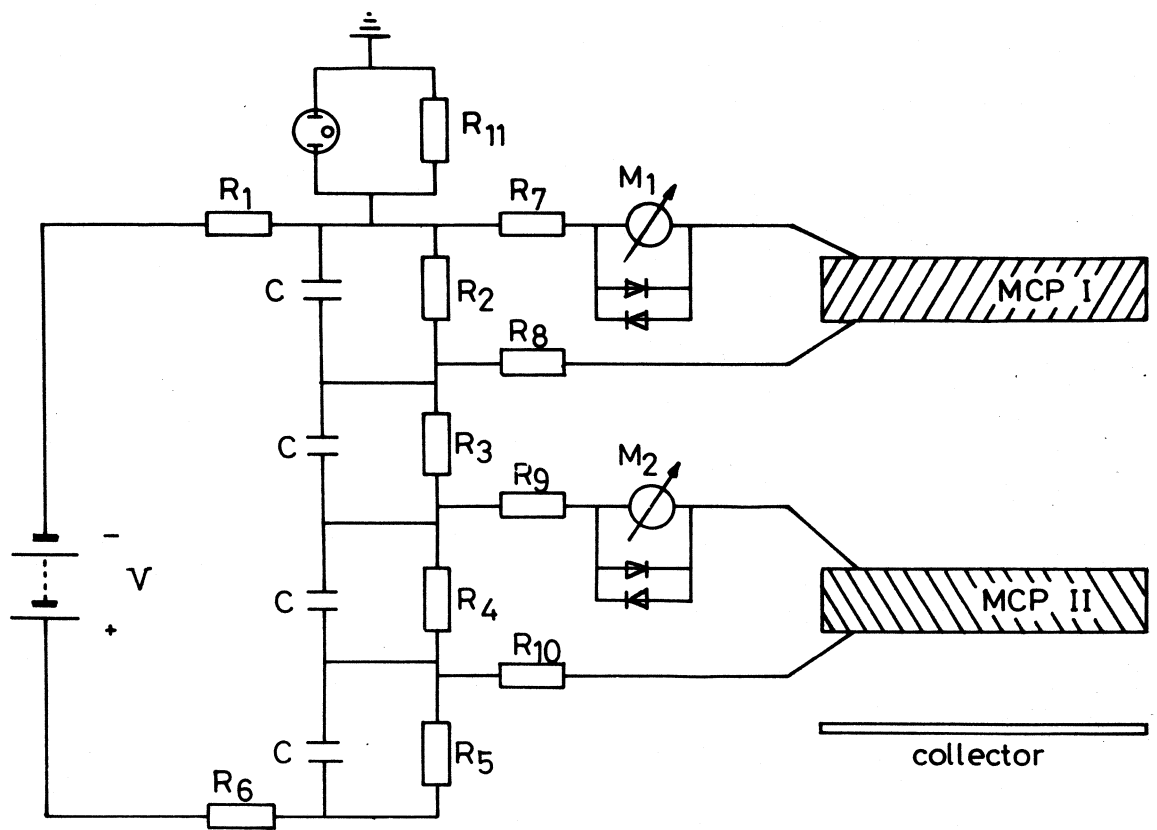 R11
R1
R7
M1
C
R2
MCP I
R8
C
R3
R9
M2
−
V
+
C
R4
MCP II
R10
C
R5
collector
R6